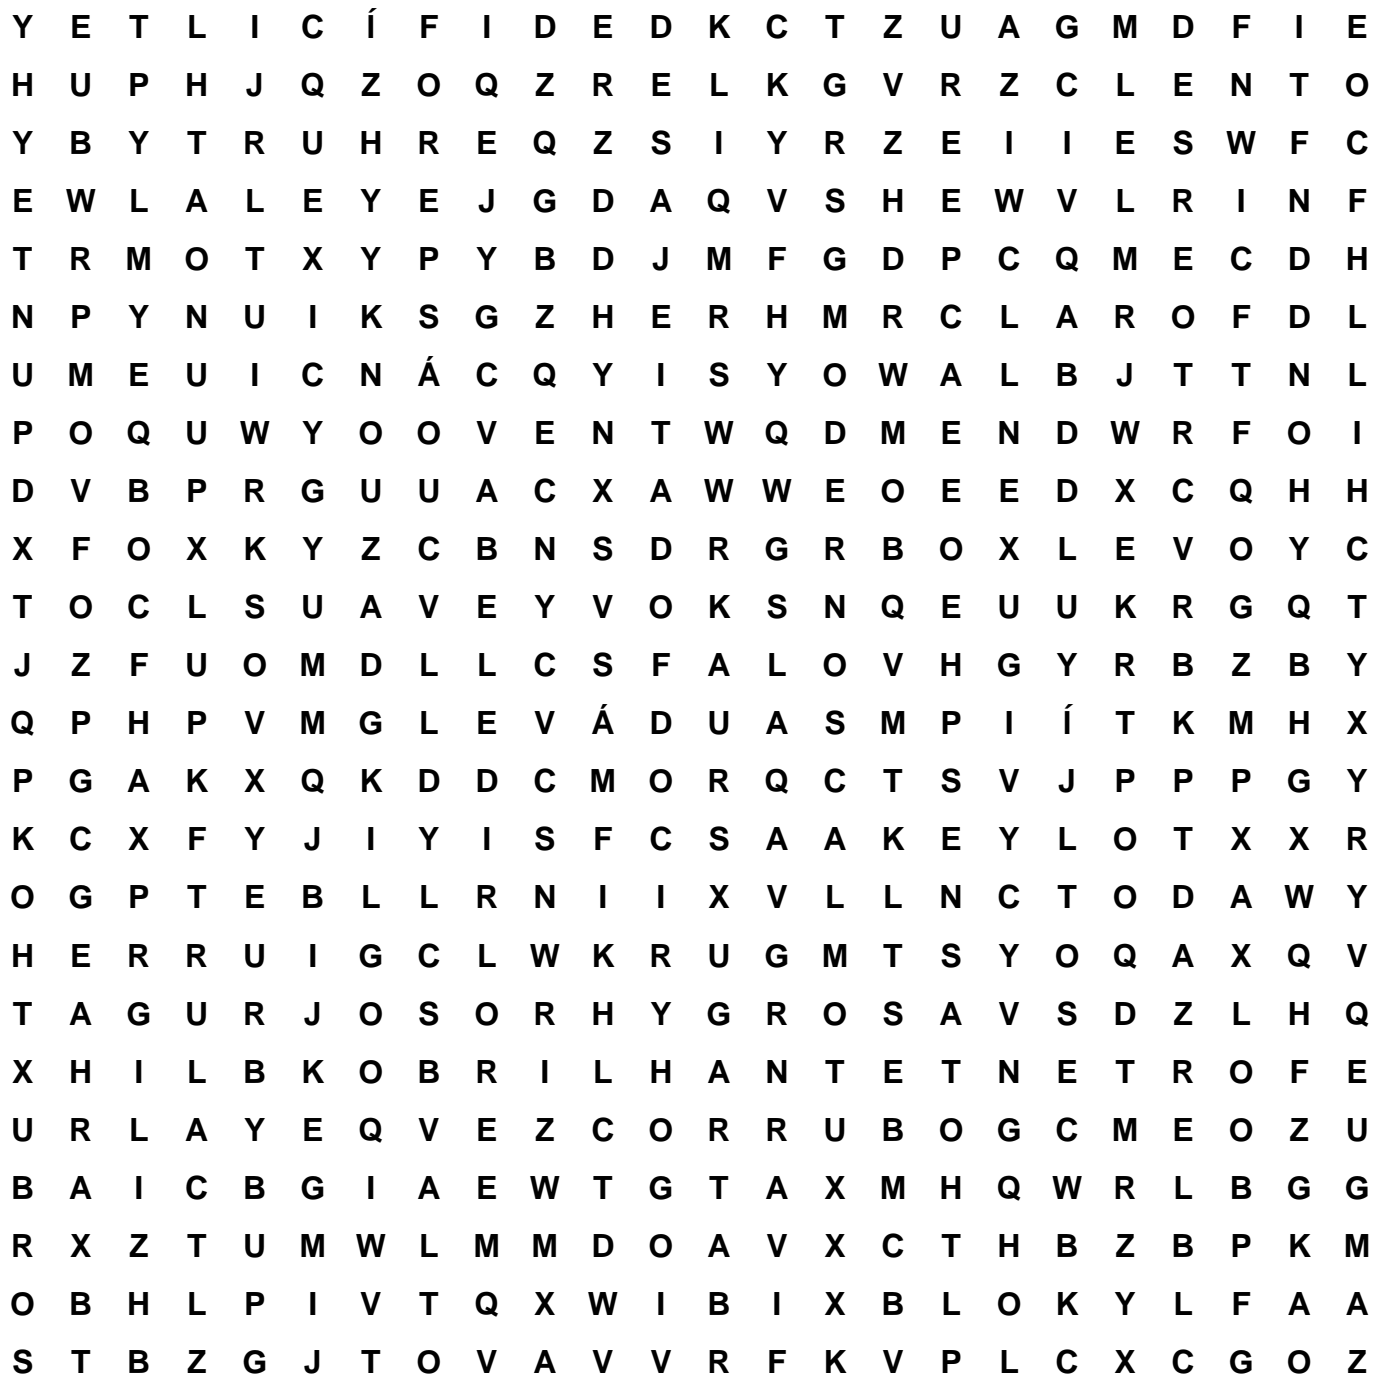 Y E T L I C Í F I D E D K C T Z U A G M D F I E
H U P H J Q Z O Q Z R E L K G V R Z C L E N T O
Y B Y T R U H R E Q Z S I Y R Z E I I E S W F C
E W L A L E Y E J G D A Q V S H E W V L R I N F
T R M O T X Y P Y B D J M F G D P C Q M E C D H
N P Y N U I K S G Z H E R H M R C L A R O F D L
U M E U I C N Á C Q Y I S Y O W A L B J T T N L
P O Q U W Y O O V E N T W Q D M E N D W R F O I
D V B P R G U U A C X A W W E O E E D X C Q H H
X F O X K Y Z C B N S D R G R B O X L E V O Y C
T O C L S U A V E Y V O K S N Q E U U K R G Q T
J Z F U O M D L L C S F A L O V H G Y R B Z B Y
Q P H P V M G L E V Á D U A S M P I Í T K M H X
P G A K X Q K D D C M O R Q C T S V J P P P G Y
K C X F Y J I Y I S F C S A A K E Y L O T X X R
O G P T E B L L R N I I X V L L N C T O D A W Y
H E R R U I G C L W K R U G M T S Y O Q A X Q V
T A G U R J O S O R H Y G R O S A V S D Z L H Q
X H I L B K O B R I L H A N T E T N E T R O F E
U R L A Y E Q V E Z C O R R U B O G C M E O Z U
B A I C B G I A E W T G T A X M H Q W R L B G G
R X Z T U M W L M M D O A V X C T H B Z B P K M
O B H L P I V T Q X W I B I X B L O K Y L F A A
S T B Z G J T O V A V V R F K V P L C X C G O Z